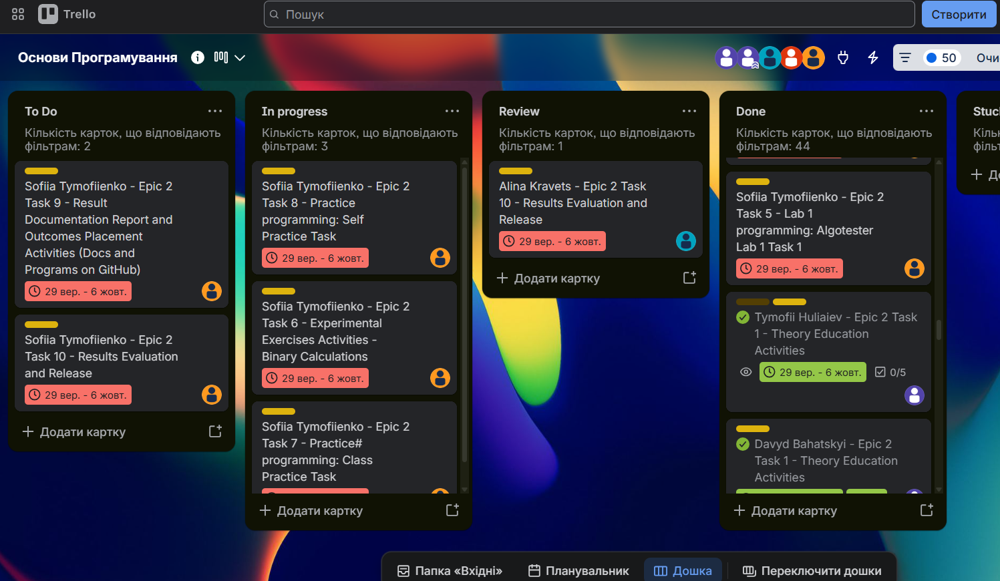 Trello
Пошук
Створити
Основи Програмування
50
Очи
To Do
Кількість карток, що відповідають
фільтрам: 2
Sofiia Tymofiienko - Epic 2
Task 9 - Result
Documentation Report and
Outcomes Placement
Activities (Docs and
Programs on GitHub)
29 вер. - 6 жовт.
Sofiia Tymofiienko - Epic 2
Task 10 - Results Evaluation
and Release
29 вер. - 6 жовт.
Додати картку
In progress
Кількість карток, що відповідають
фільтрам: 3
Sofiia Tymofiienko - Epic 2
Task 8 - Practice
programming: Self
Practice Task
29 вер. - 6 жовт.
Sofiia Tymofiienko - Epic 2
Task 6 - Experimental
Exercises Activities -
Binary Calculations
29 вер. - 6 жовт.
Sofiia Tymofiienko - Epic 2
Task 7 - Practice#
programming: Class
Practice Task
Додати картку
Review
Кількість карток, що відповідають
фільтрам: 1
Alina Kravets - Epic 2 Task
10 - Results Evaluation and
Release
29 вер. - 6 жовт.
Додати картку
Done
Кількість карток, що відповідають
фільтрам: 44
Sofiia Tymofiienko - Epic 2
Task 5 - Lab 1
programming: Algotester
Lab 1 Task 1
29 вер. - 6 жовт.
Tymofii Huliaiev - Epic 2 Task
1 - Theory Education
Activities
29 вер. - 6 жовт.
0/5
Davyd Bahatskyi - Epic 2
Task 1 - Theory Education
Activities
Додати картку
Stuc
Кіль
фільт
До
Папка «Вхідні»
Планувальник
Дошка
Переключити дошки